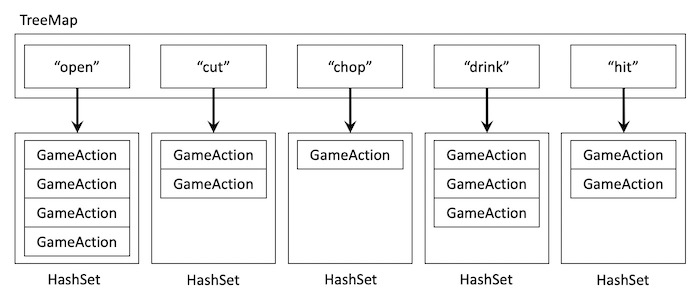 TreeMap
“open” “cut” “chop” “drink” “hit”
GameAction GameAction GameAction GameAction GameAction
GameAction GameAction GameAction GameAction
GameAction GameAction
GameAction
HashSet HashSet HashSet HashSet HashSet